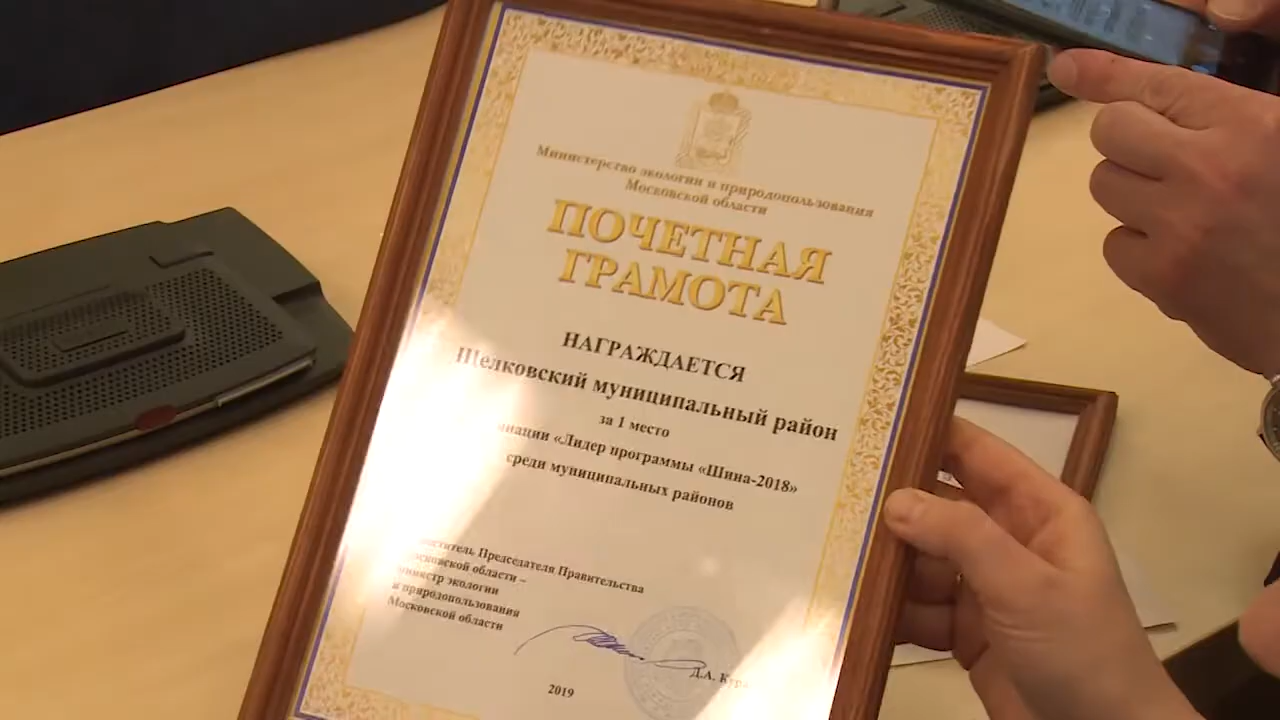 Министерство экологии и природопользования
Московской области
ПОЧЕТНАЯ
ГРАМОТА
НАГРАЖДАЕТСЯ
Щелковский муниципальный район
за 1 место
«Лидер программы «Шина-2018»
среди муниципальных районов
Председателя Правительства
Московской области –
экологии
и природопользования
Московской области
Д.А.
2019